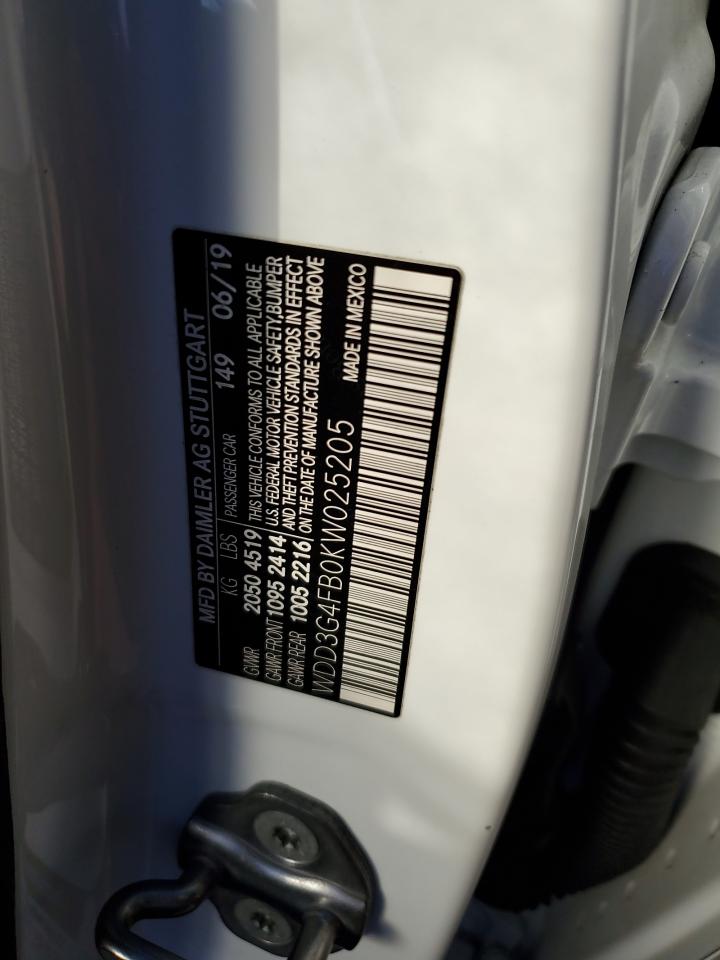 MFD BY DAIMLER AG STUTTGART
KG LBS PASSENGER CAR 149 06/19
GVWR 2050 4519 THIS VEHICLE CONFORMS TO ALL APPLICABLE
GAWR FRONT 1095 2414 U.S. FEDERAL MOTOR VEHICLE SAFETY,BUMPER
GAWR REAR 1005 2216 AND THEFT PREVENTION STANDARDS IN EFFECT
ON THE DATE OF MANUFACTURE SHOWN ABOVE
WDD3G4FB0KW025205 MADE IN MEXICO